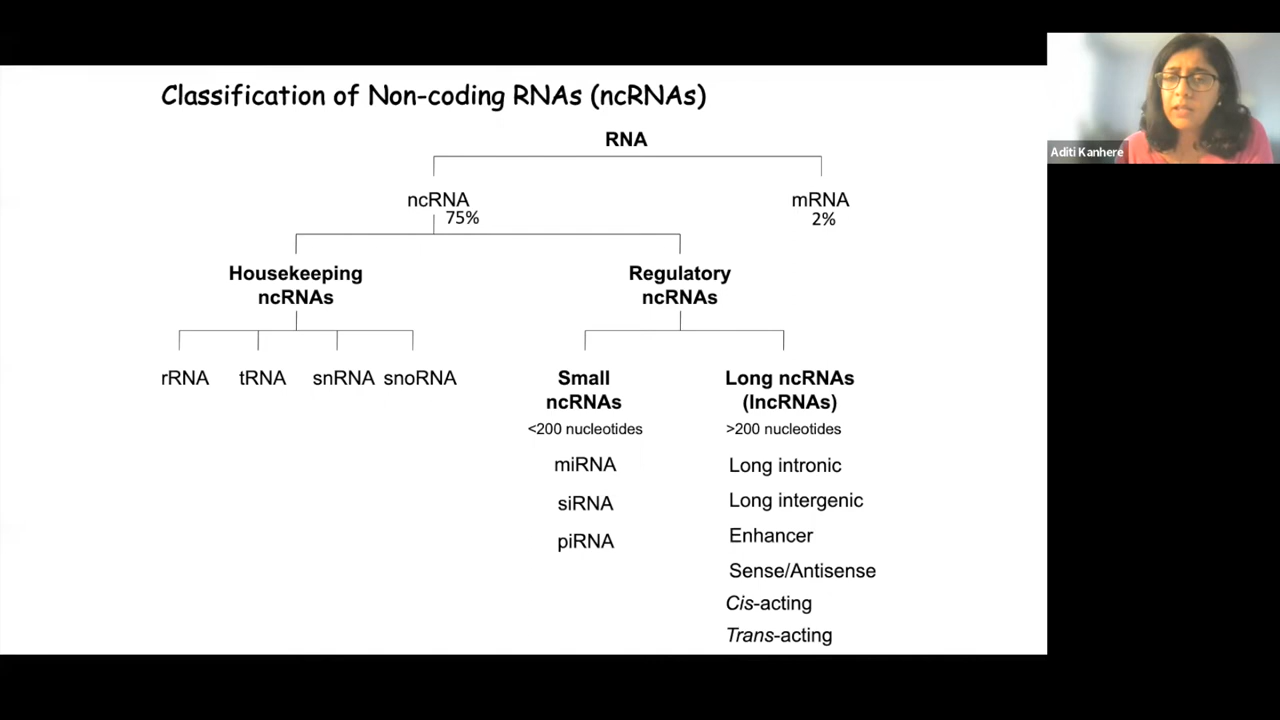 Classification of Non-coding RNAs (ncRNAs)
RNA
ncRNA
75%
mRNA
2%
Housekeeping
ncRNAs
Regulatory
ncRNAs
rRNA
tRNA
snRNA
snoRNA
Small
ncRNAs
<200 nucleotides
miRNA
siRNA
piRNA
Long ncRNAs
(lncRNAs)
>200 nucleotides
Long intronic
Long intergenic
Enhancer
Sense/Antisense
Cis-acting
Trans-acting
Aditi Kanhere